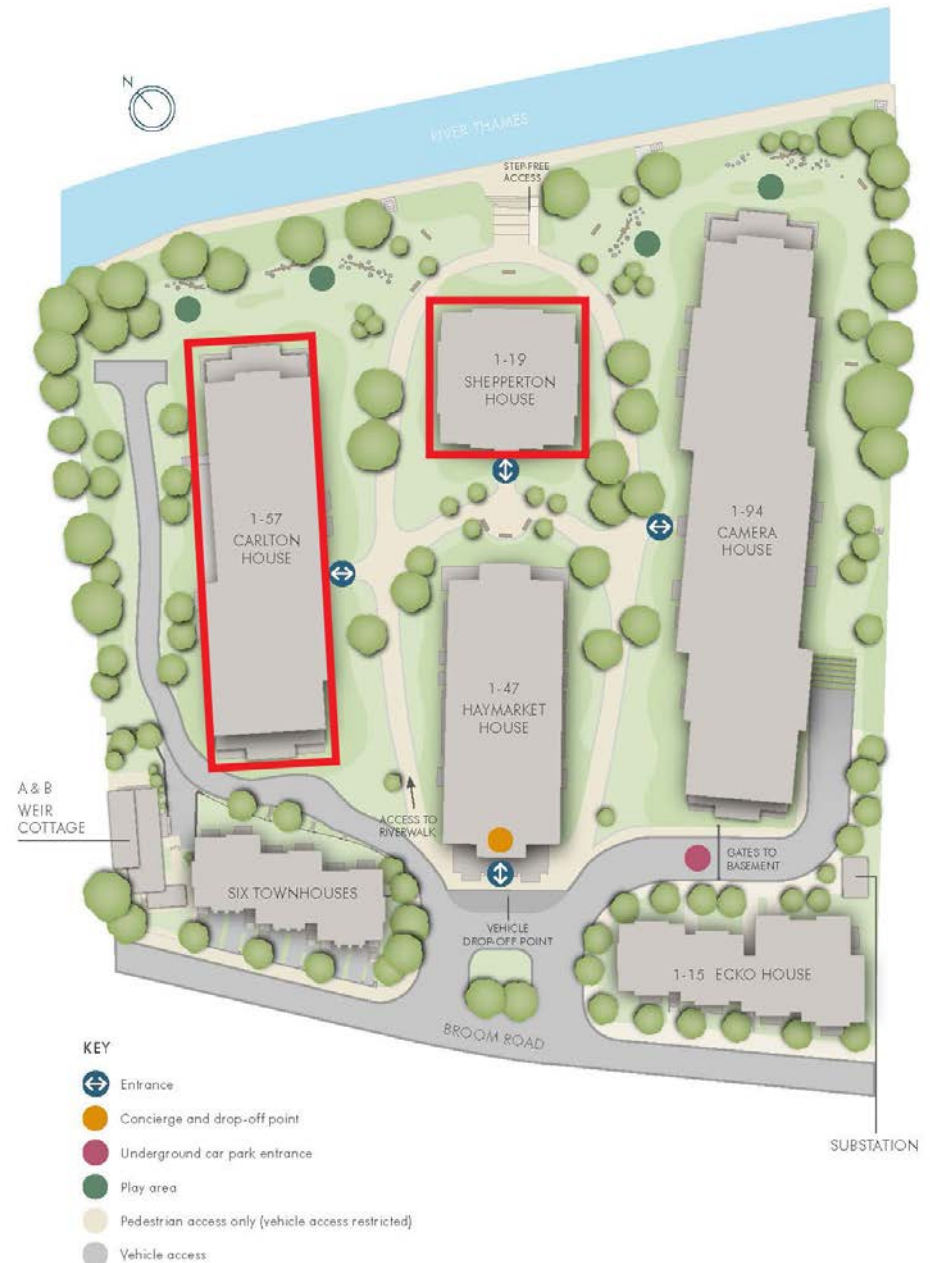 N
RIVER THAMES
STEP-FREE
ACCESS
1-19
SHEPPERTON
HOUSE
1-57
CARLTON
HOUSE
1-94
CAMERA
HOUSE
1-47
HAYMARKET
HOUSE
A & B
WEIR
COTTAGE
ACCESS TO
RIVERWALK
GATES TO
BASEMENT
SIX TOWNHOUSES
VEHICLE
DROP-OFF POINT
1-15 ECKO HOUSE
BROOM ROAD
SUBSTATION
KEY
Entrance
Concierge and drop-off point
Underground car park entrance
Play area
Pedestrian access only (vehicle access restricted)
Vehicle access